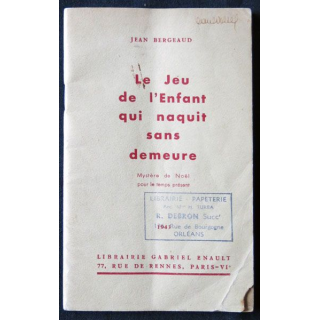 JEAN BERGEAUD
Le Jeu
de l'Enfant
qui naquit
sans
demeure
Mystère de Noël
pour le temps présent
LIBRAIRIE - PAPETERIE
R. DEBRON Succr
Rue de Bourgogne
ORLÉANS
LIBRAIRIE GABRIEL ENAULT
77, RUE DE RENNES, PARIS-VIe